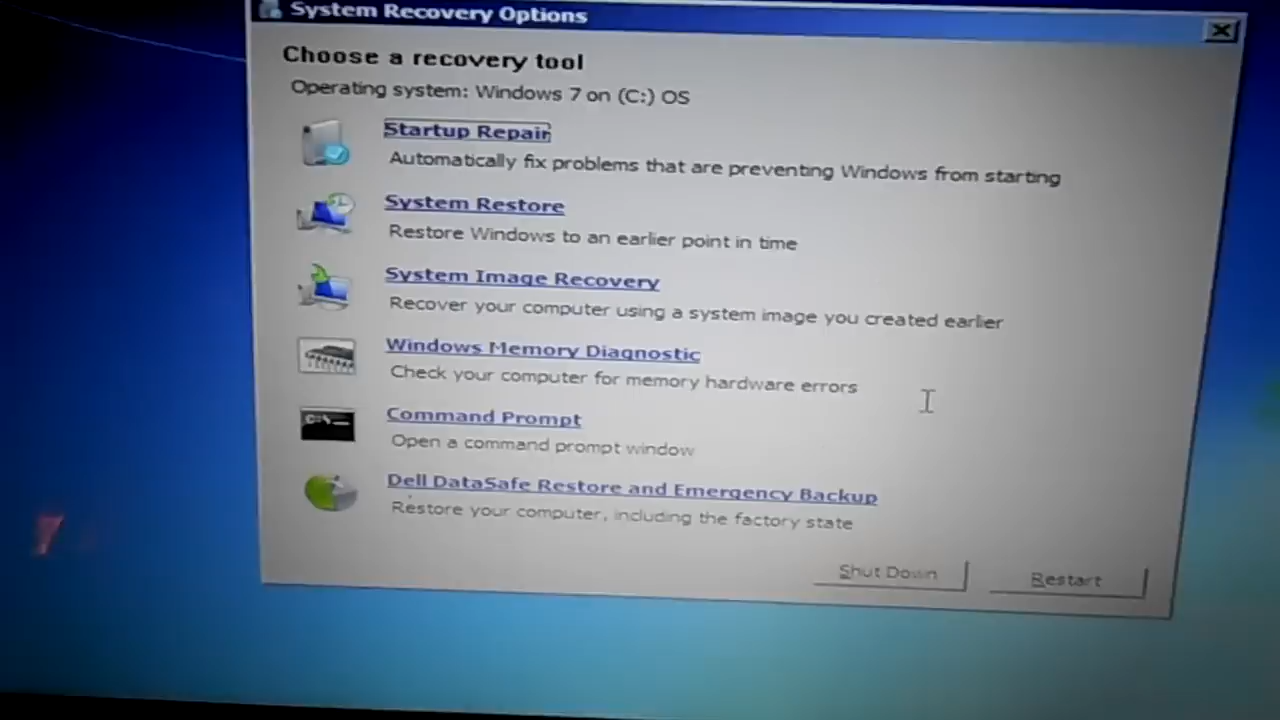 System Recovery Options
Choose a recovery tool
Operating system: Windows 7 on (C:) OS
Startup Repair
Automatically fix problems that are preventing Windows from starting
System Restore
Restore Windows to an earlier point in time
System Image Recovery
Recover your computer using a system image you created earlier
Windows Memory Diagnostic
Check your computer for memory hardware errors
Command Prompt
Open a command prompt window
Dell DataSafe Restore and Emergency Backup
Restore your computer, including the factory state
Shut Down
Restart